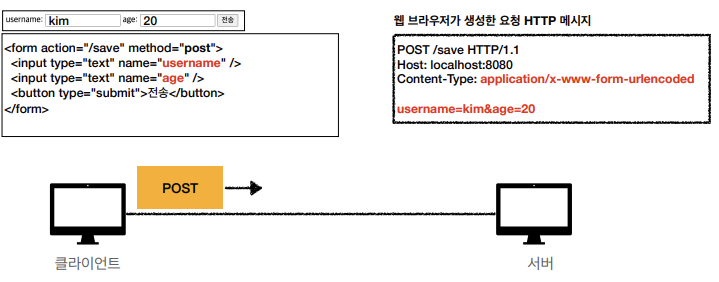 username: kim age: 20 전송
<form action="/save" method="post">
<input type="text" name="username" />
<input type="text" name="age" />
<button type="submit">전송</button>
</form>
웹 브라우저가 생성한 요청 HTTP 메시지
POST /save HTTP/1.1
Host: localhost:8080
Content-Type: application/x-www-form-urlencoded
username=kim&age=20
POST
클라이언트
서버